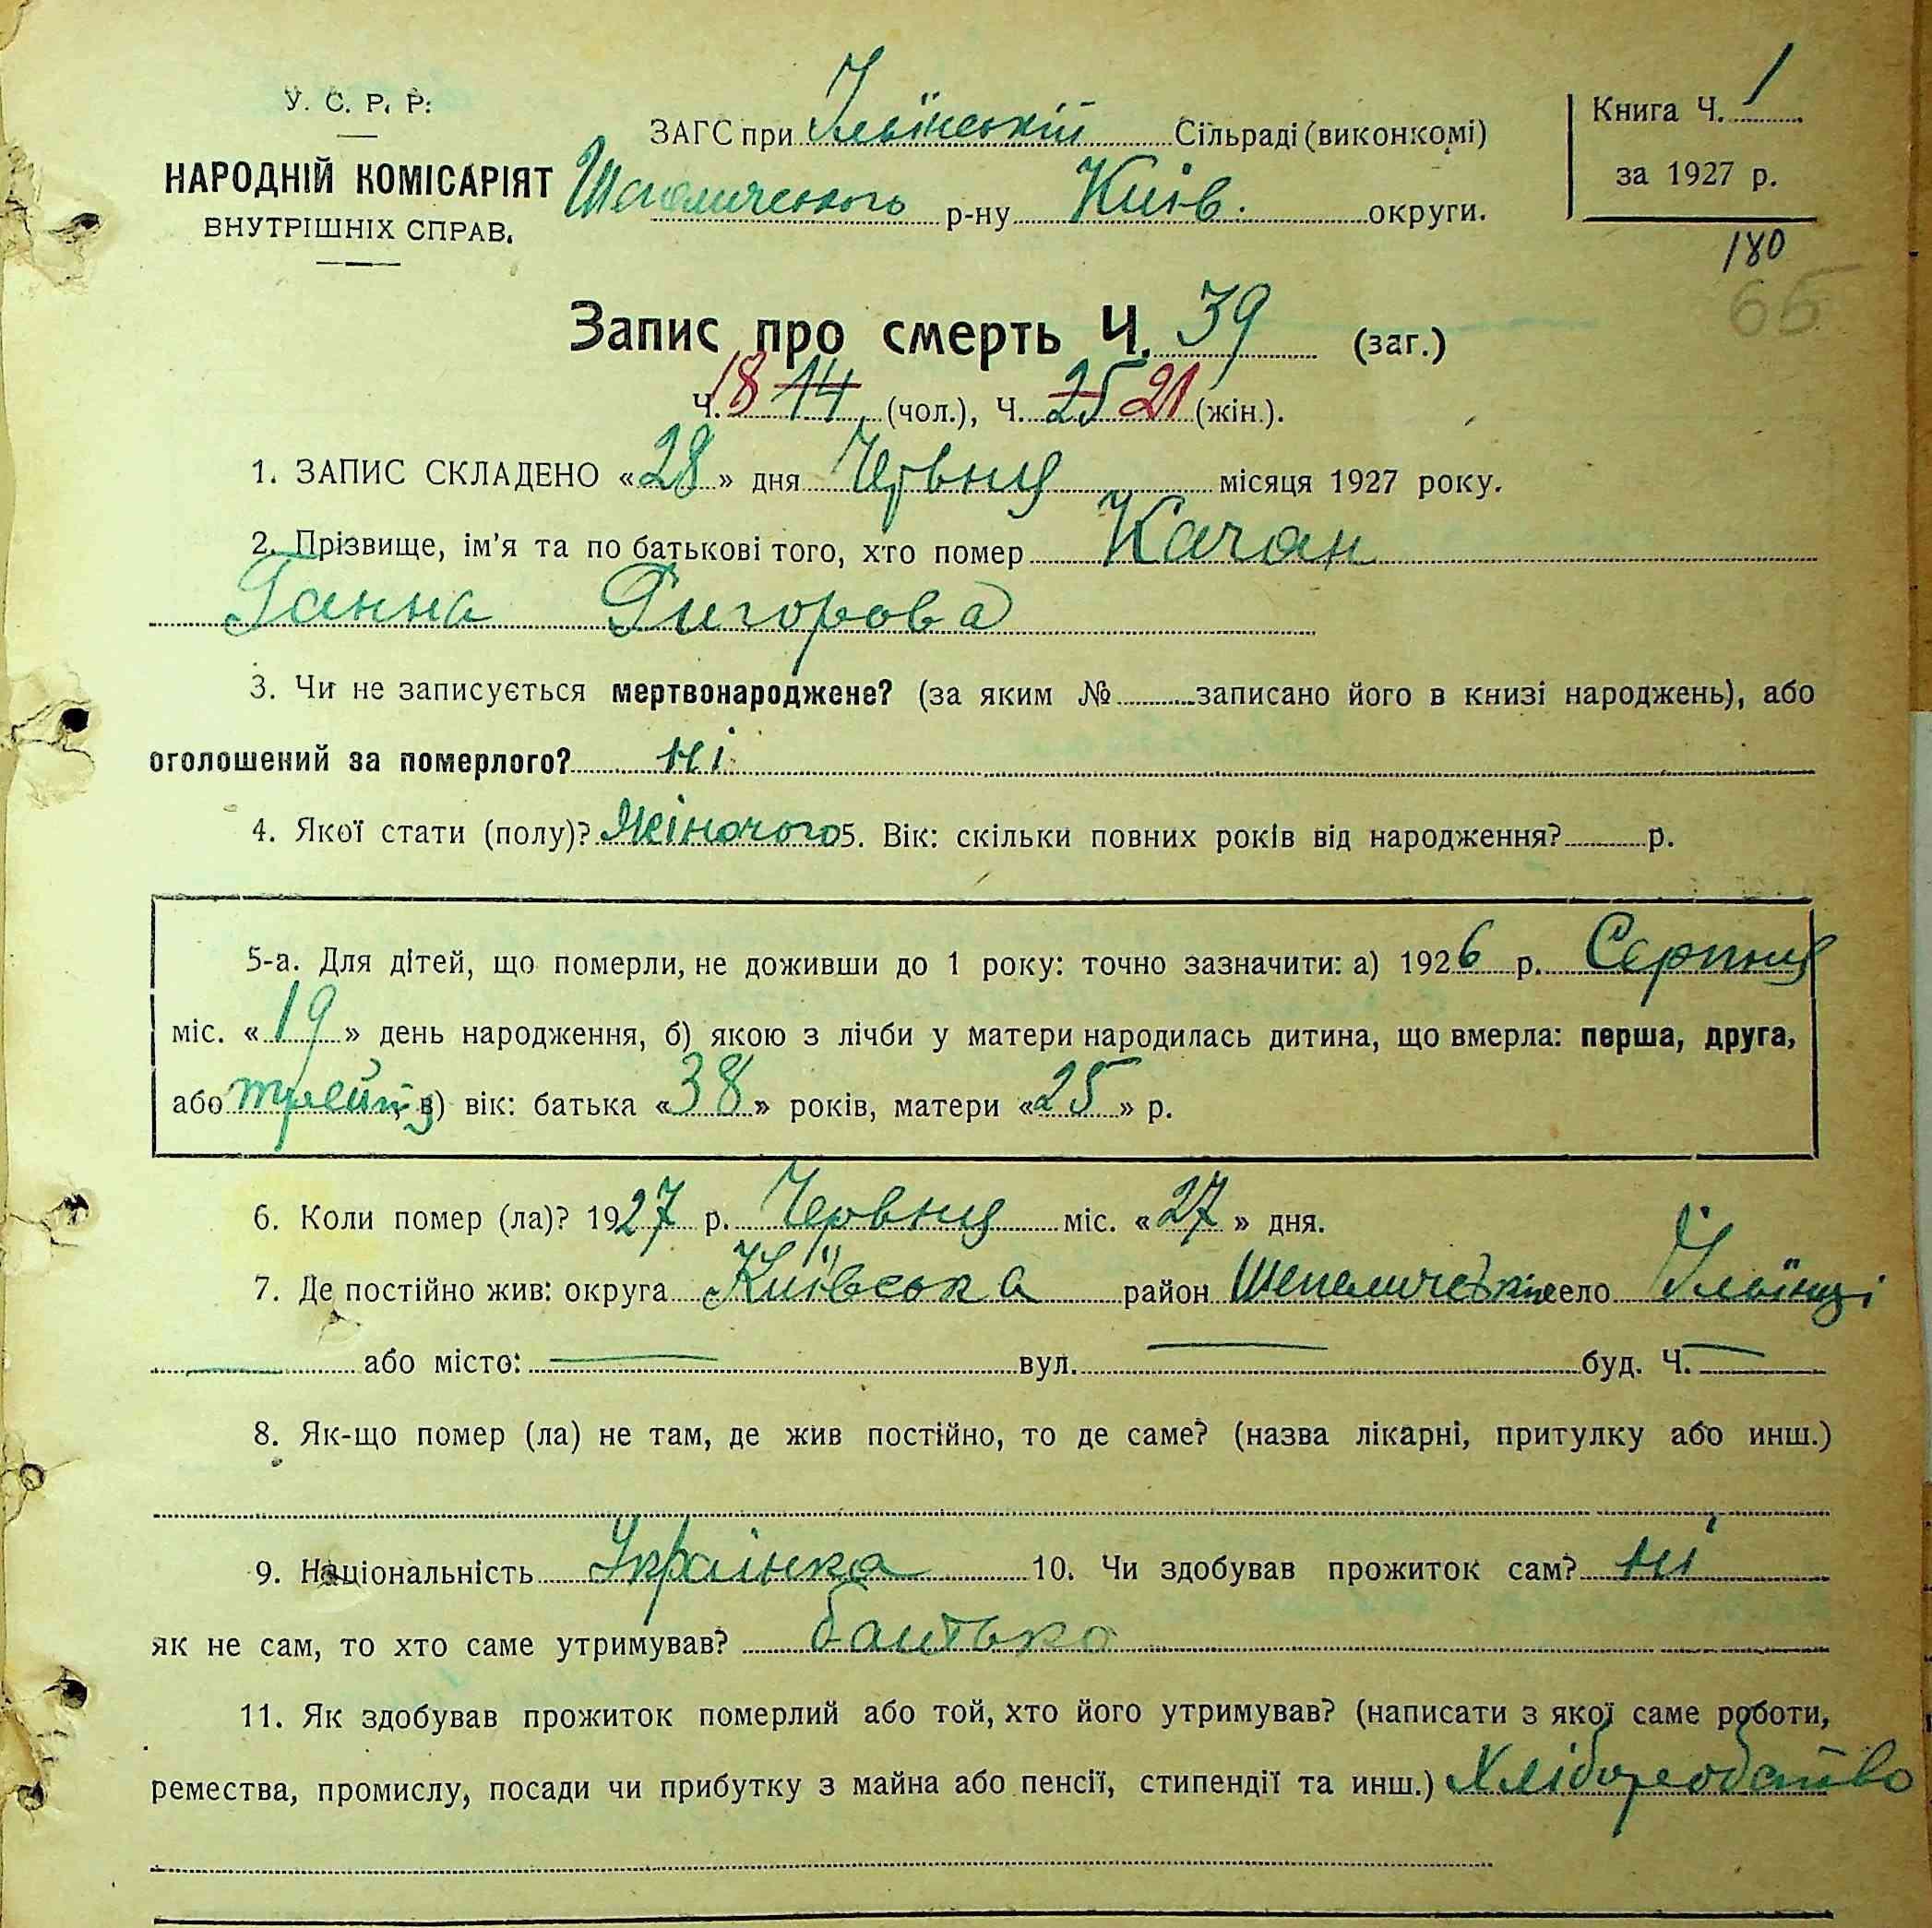 У. С. Р. Р.
НАРОДНІЙ КОМІСАРІЯТ
ВНУТРІШНІХ СПРАВ.
ЗАГС при Ільїнській Сільраді (виконкомі)
Шепелического р-ну Київ. округи.
Книга Ч. 1
за 1927 р.
180
65
Запис про смерть Ч. 39 (заг.)
Ч. 18 14 (чол.), Ч. 25 21 (жін.).
1. ЗАПИС СКЛАДЕНО «28» дня Червня місяця 1927 року.
2. Прізвище, ім'я та по батькові того, хто помер Качан
Ганна Григорова
3. Чи не записується мертвонароджене? (за яким № записано його в книзі народжень), або
оголошений за померлого? ні
4. Якої стати (полу)? Жіночого 5. Вік: скільки повних років від народження? р.
5-а. Для дітей, що померли, не доживши до 1 року: точно зазначити: а) 1926 р. Серпня
міс. «19» день народження, б) якою з лічби у матери народилась дитина, що вмерла: перша, друга,
або в) вік: батька «38» років, матери «25» р.
6. Коли помер (ла)? 1927 р. Червня міс. «27» дня.
7. Де постійно жив: округа Київська район село Ільїнці
або місто: вул. буд. Ч.
8. Як-що помер (ла) не там, де жив постійно, то де саме? (назва лікарні, притулку або инш.)
9. Національність Українка 10. Чи здобував прожиток сам? ні
як не сам, то хто саме утримував? батько
11. Як здобував прожиток померлий або той, хто його утримував? (написати з якої саме роботи,
ремества, промислу, посади чи прибутку з майна або пенсії, стипендії та инш.) Хліборобство